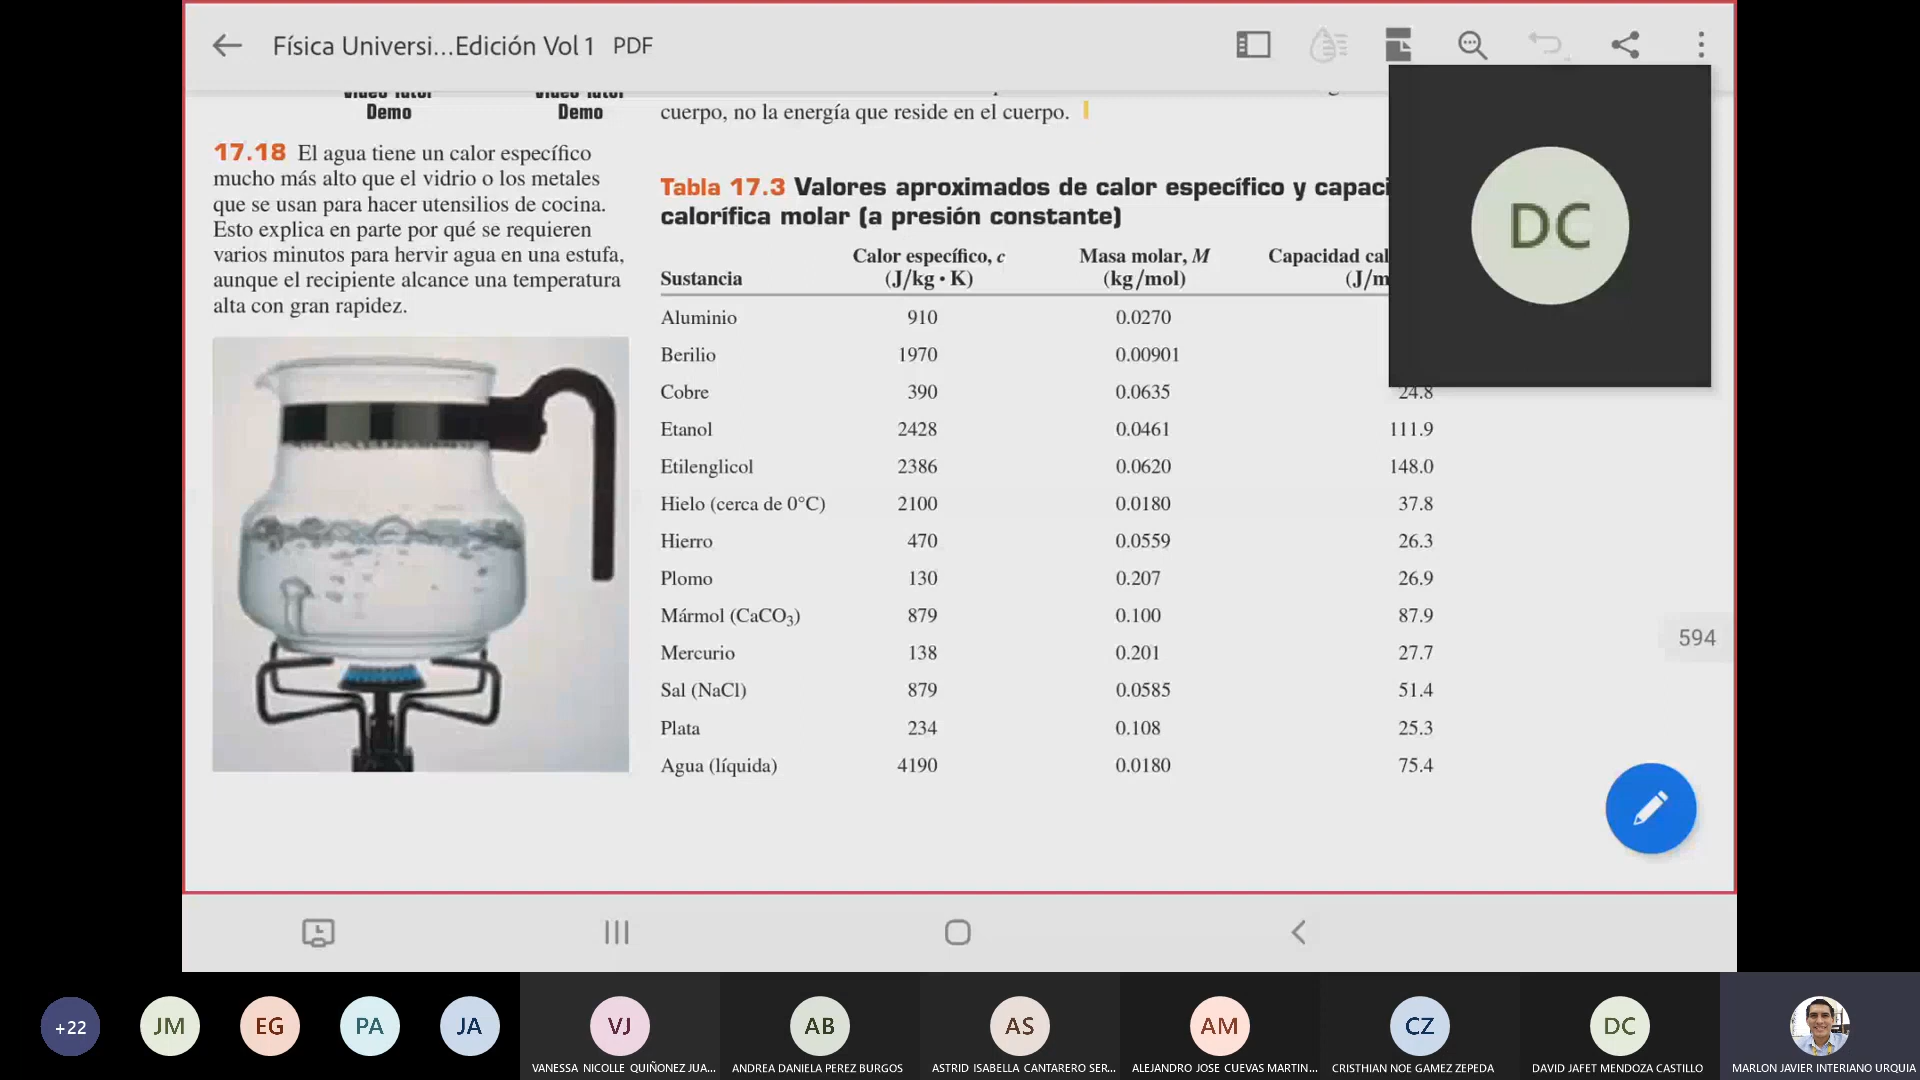 Física Universi...Edición Vol 1 PDF
Demo
Demo
cuerpo, no la energía que reside en el cuerpo.
17.18 El agua tiene un calor específico
mucho más alto que el vidrio o los metales
que se usan para hacer utensilios de cocina.
Esto explica en parte por qué se requieren
varios minutos para hervir agua en una estufa,
aunque el recipiente alcance una temperatura
alta con gran rapidez.
Tabla 17.3 Valores aproximados de calor específico y capaci
calorífica molar (a presión constante)
Sustancia
Calor específico, c
(J/kg • K)
Masa molar, M
(kg/mol)
Capacidad cal
(J/m
Aluminio 910 0.0270
Berilio 1970 0.00901
Cobre 390 0.0635 24.8
Etanol 2428 0.0461 111.9
Etilenglicol 2386 0.0620 148.0
Hielo (cerca de 0°C) 2100 0.0180 37.8
Hierro 470 0.0559 26.3
Plomo 130 0.207 26.9
Mármol (CaCO₃) 879 0.100 87.9
Mercurio 138 0.201 27.7
Sal (NaCl) 879 0.0585 51.4
Plata 234 0.108 25.3
Agua (líquida) 4190 0.0180 75.4
DC
594
+22
JM
EG
PA
JA
VJ
VANESSA NICOLLE QUIÑONEZ JUA...
AB
ANDREA DANIELA PEREZ BURGOS
AS
ASTRID ISABELLA CANTARERO SER...
AM
ALEJANDRO JOSE CUEVAS MARTIN...
CZ
CRISTHIAN NOE GAMEZ ZEPEDA
DC
DAVID JAFET MENDOZA CASTILLO
MARLON JAVIER INTERIANO URQUIA